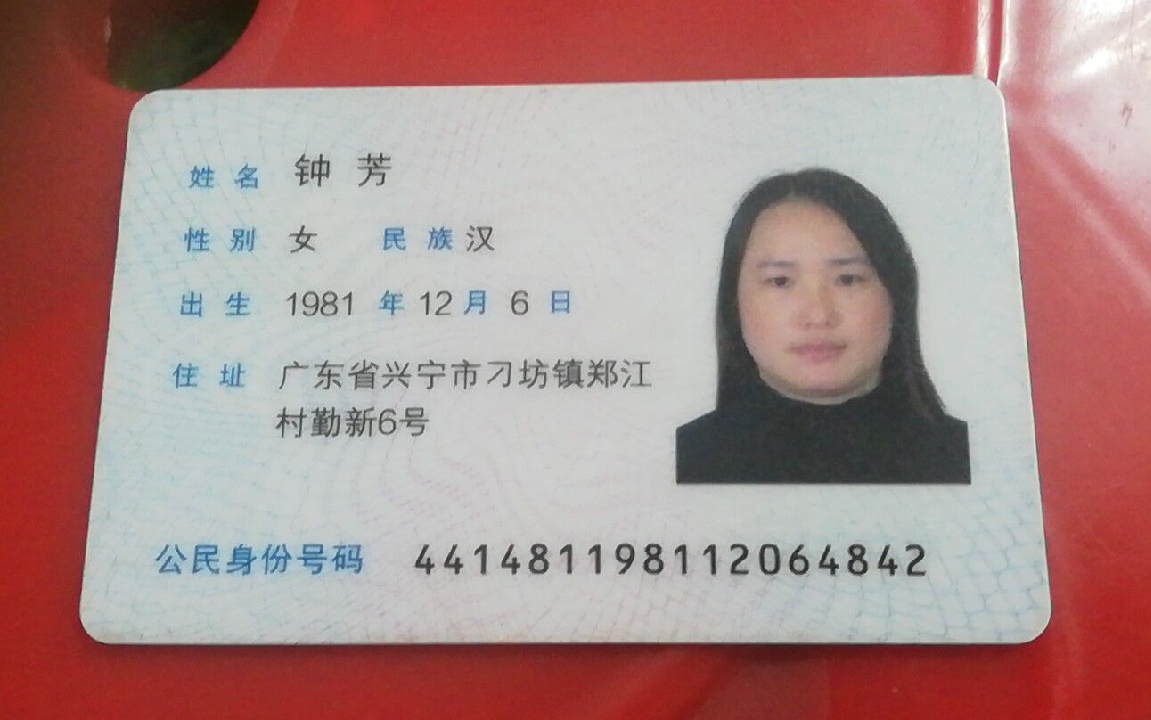 姓名 钟芳
性别 女 民族 汉
出生 1981 年 12 月 6 日
住址 广东省兴宁市刁坊镇郑江
村勤新6号
公民身份号码 441481198112064842